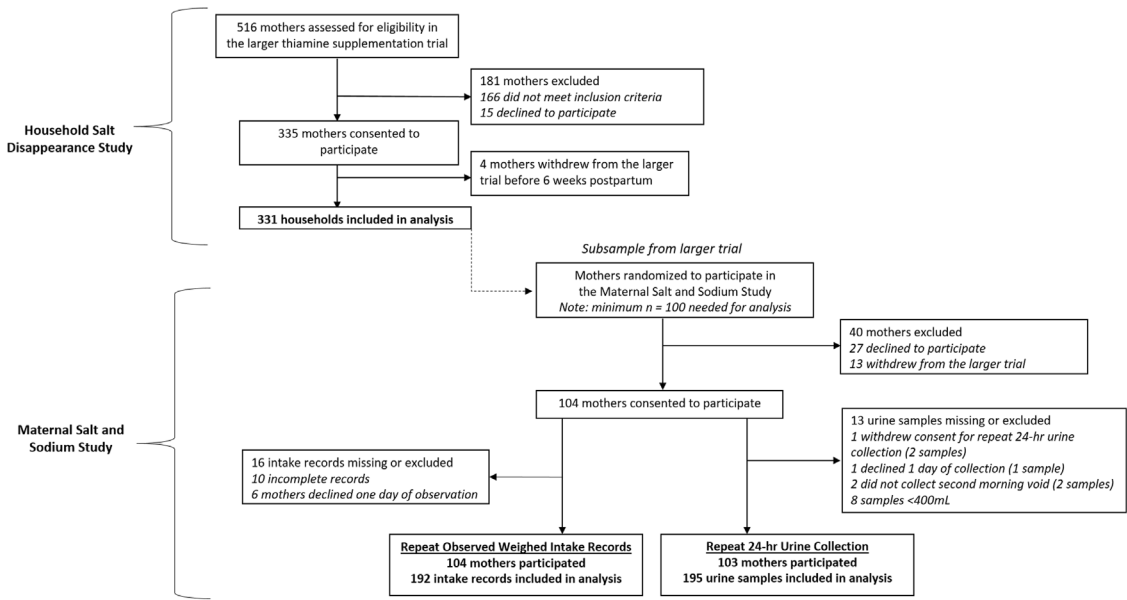 516 mothers assessed for eligibility in
the larger thiamine supplementation trial
181 mothers excluded
166 did not meet inclusion criteria
15 declined to participate
Household Salt
Disappearance Study
335 mothers consented to
participate
4 mothers withdrew from the larger
trial before 6 weeks postpartum
331 households included in analysis
Subsample from larger trial
Mothers randomized to participate in
the Maternal Salt and Sodium Study
Note: minimum n = 100 needed for analysis
40 mothers excluded
27 declined to participate
13 withdrew from the larger trial
104 mothers consented to participate
Maternal Salt and
Sodium Study
13 urine samples missing or excluded
1 withdrew consent for repeat 24-hr urine
collection (2 samples)
1 declined 1 day of collection (1 sample)
2 did not collect second morning void (2 samples)
8 samples <400mL
16 intake records missing or excluded
10 incomplete records
6 mothers declined one day of observation
Repeat Observed Weighed Intake Records
104 mothers participated
192 intake records included in analysis
Repeat 24-hr Urine Collection
103 mothers participated
195 urine samples included in analysis